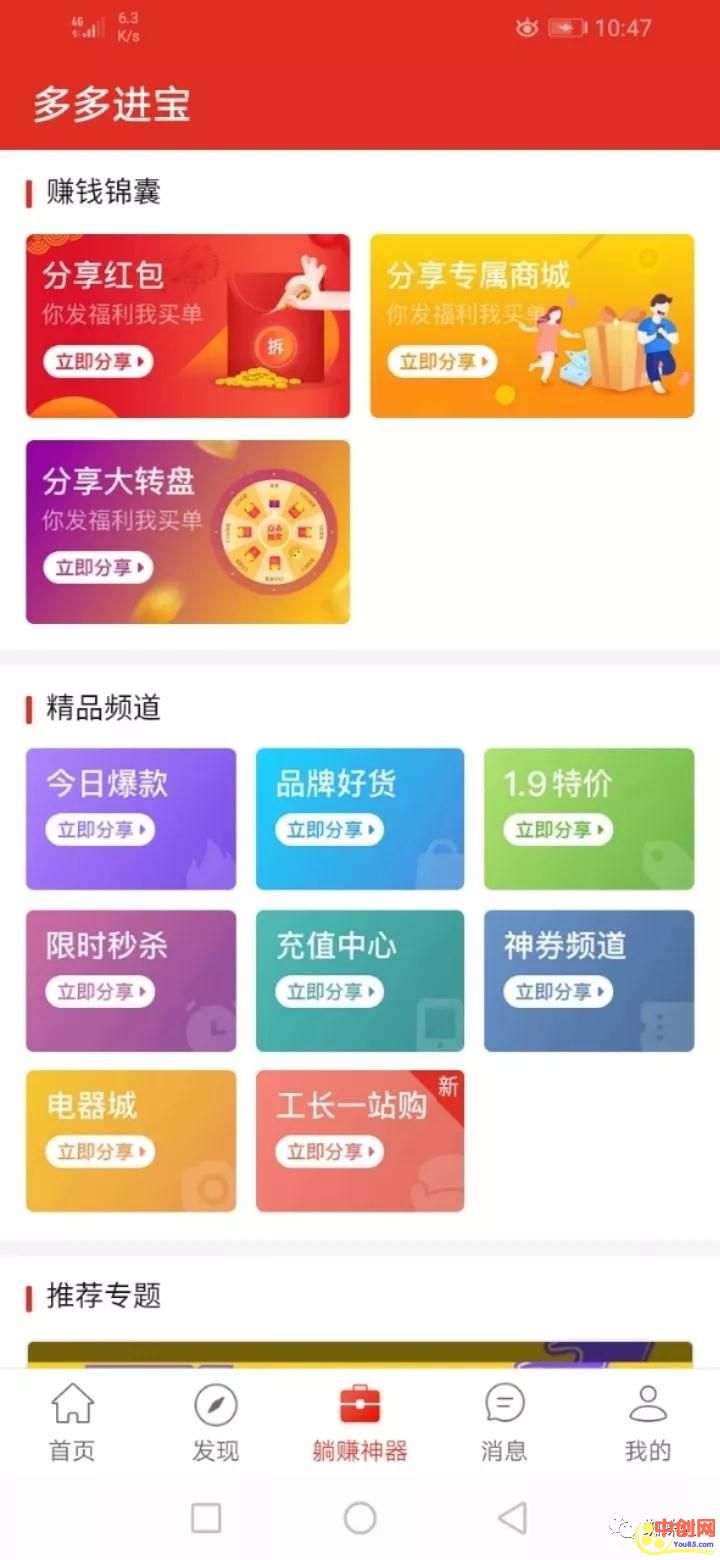 4G
6.3
K/s
10:47
多多进宝
赚钱锦囊
分享红包
你发福利我买单
立即分享
拆
分享专属商城
你发福利我买单
立即分享
分享大转盘
你发福利我买单
立即分享
点击
抽奖
精品频道
今日爆款
立即分享
品牌好货
立即分享
1.9特价
立即分享
限时秒杀
立即分享
充值中心
立即分享
神券频道
立即分享
电器城
立即分享
工长一站购
新
立即分享
推荐专题
首页
发现
躺赚神器
消息
我的
中创网
You85.com